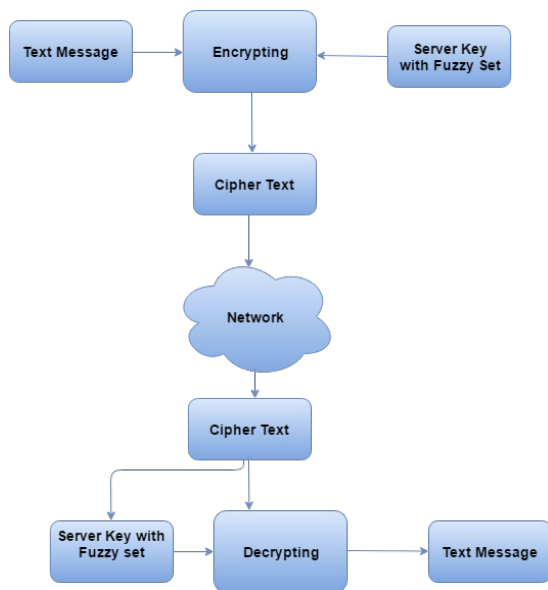 Text Message
Encrypting
Server Key
with Fuzzy Set
Cipher Text
Network
Cipher Text
Server Key with
Fuzzy set
Decrypting
Text Message